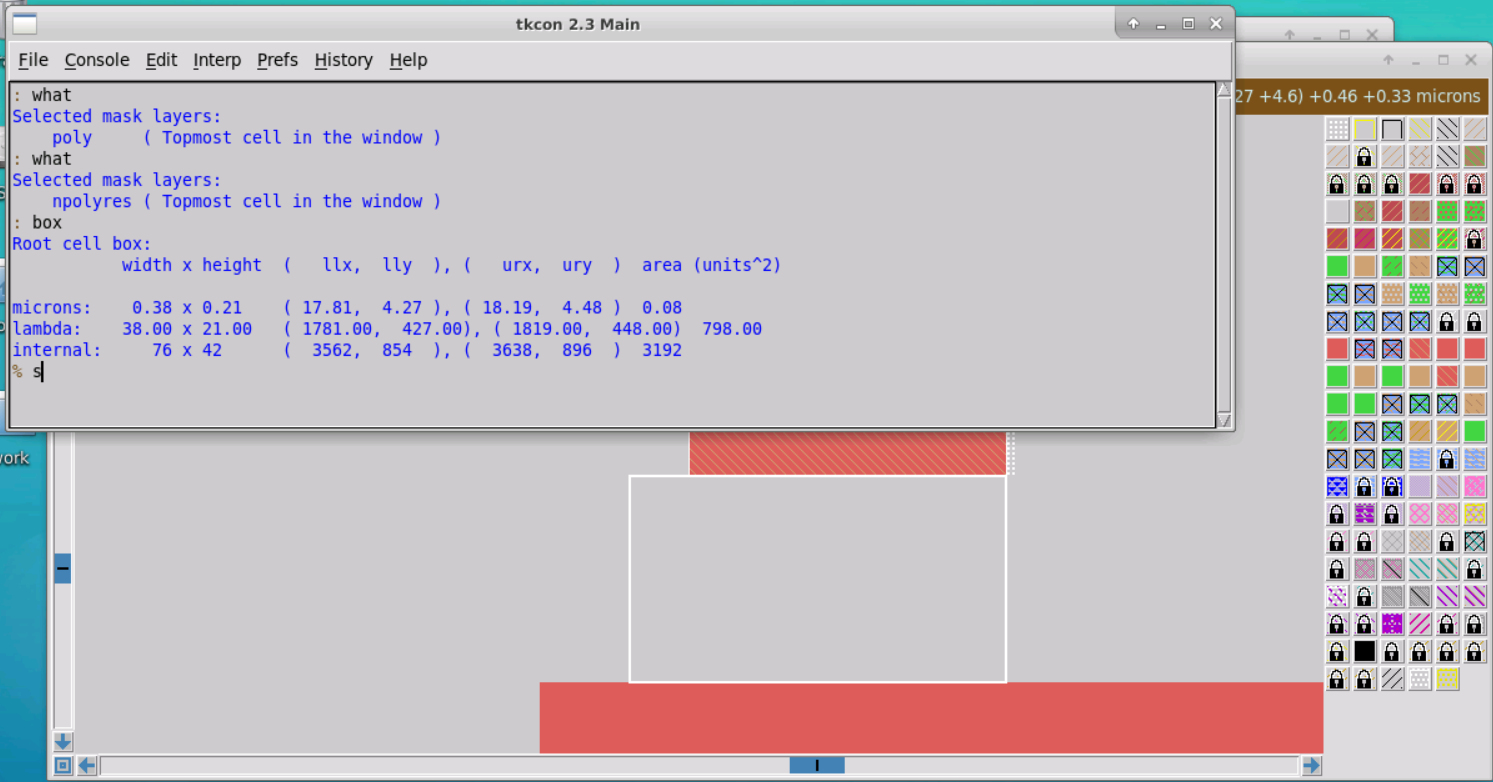 tkcon 2.3 Main
File Console Edit Interp Prefs History Help
: what
Selected mask layers:
    poly     ( Topmost cell in the window )
: what
Selected mask layers:
    npolyres ( Topmost cell in the window )
: box
Root cell box:
           width x height  (   llx,  lly  ), (   urx,  ury  )  area (units^2)
microns:    0.38 x 0.21    ( 17.81,  4.27 ), ( 18.19,  4.48 )  0.08
lambda:    38.00 x 21.00   ( 1781.00,  427.00), ( 1819.00,  448.00)  798.00
internal:     76 x 42      (  3562,  854  ), (  3638,  896  )  3192
% s
27 +4.6) +0.46 +0.33 microns